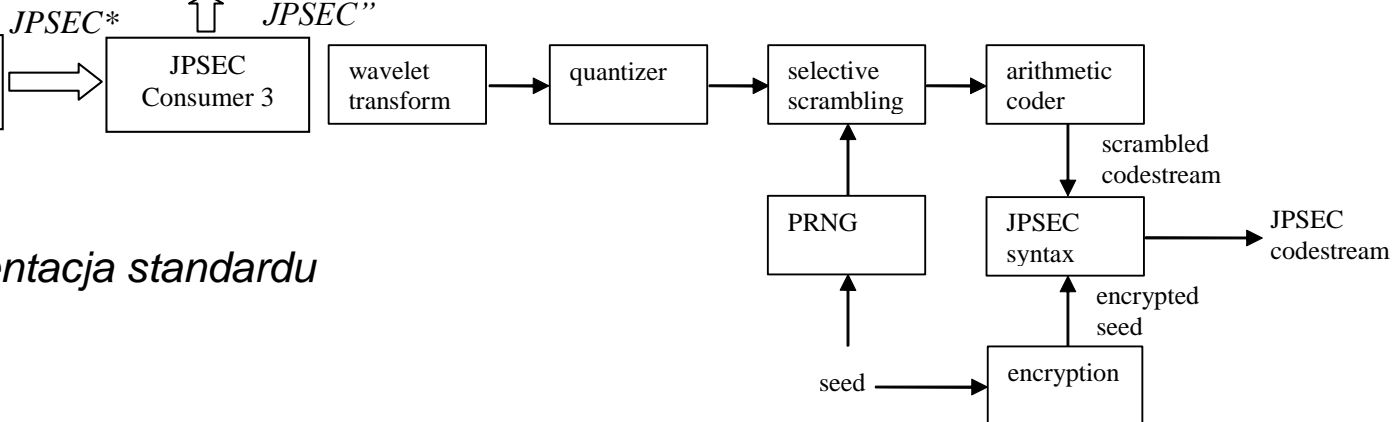 JPSEC*
JPSEC”
JPSEC
Consumer 3
wavelet
transform
quantizer
selective
scrambling
arithmetic
coder
scrambled
codestream
PRNG
JPSEC
syntax
JPSEC
codestream
entacja standardu
encrypted
seed
seed
encryption